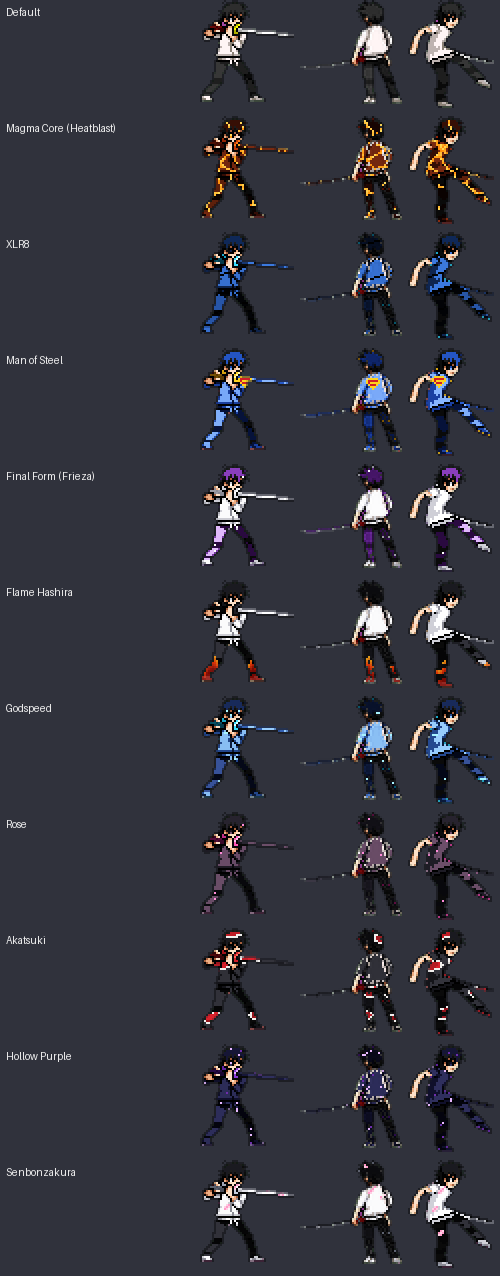 Default
Magma Core (Heatblast)
XLR8
Man of Steel
Final Form (Frieza)
Flame Hashira
Godspeed
Rose
Akatsuki
Hollow Purple
Senbonzakura